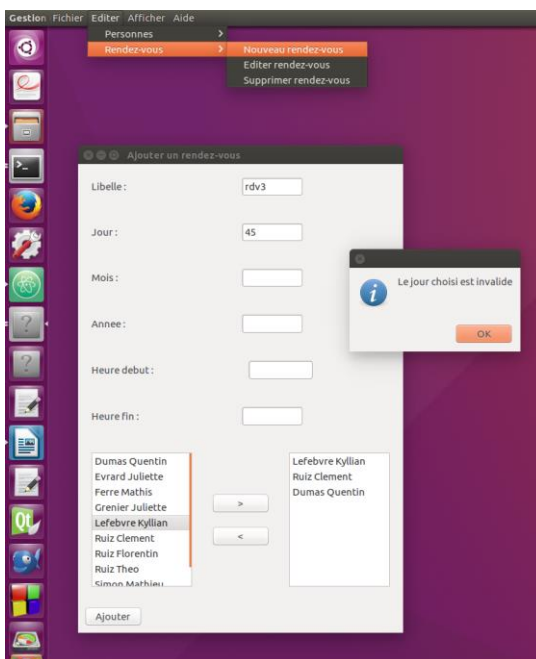 Gestion Fichier Editer Afficher Aide
Personnes >
Rendez-vous >
Nouveau rendez-vous
Editer rendez-vous
Supprimer rendez-vous
Ajouter un rendez-vous
Libelle : rdv3
Jour : 45
Mois :
Annee :
Heure debut :
Heure fin :
Le jour choisi est invalide
OK
Dumas Quentin
Evrard Juliette
Ferre Mathis
Grenier Juliette
Lefebvre Kyllian
Ruiz Clement
Ruiz Florentin
Ruiz Theo
Simon Mathieu
>
<
Lefebvre Kyllian
Ruiz Clement
Dumas Quentin
Ajouter
Qt